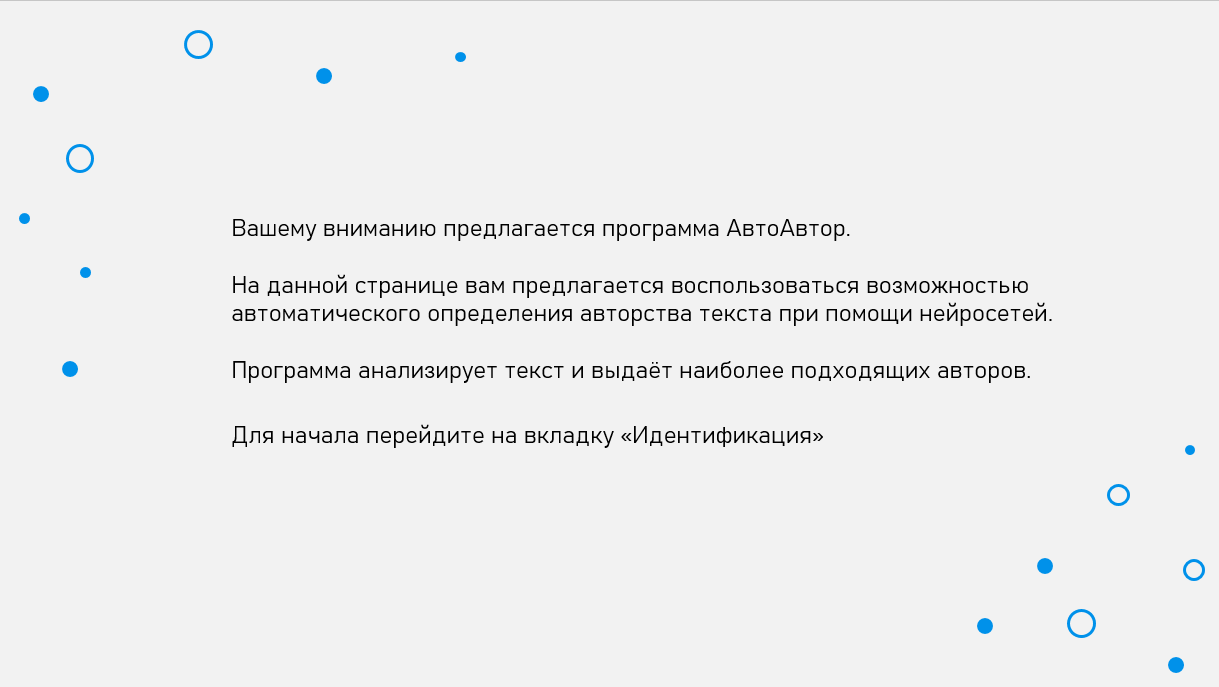 Вашему вниманию предлагается программа АвтоАвтор.
На данной странице вам предлагается воспользоваться возможностью
автоматического определения авторства текста при помощи нейросетей.
Программа анализирует текст и выдаёт наиболее подходящих авторов.
Для начала перейдите на вкладку «Идентификация»